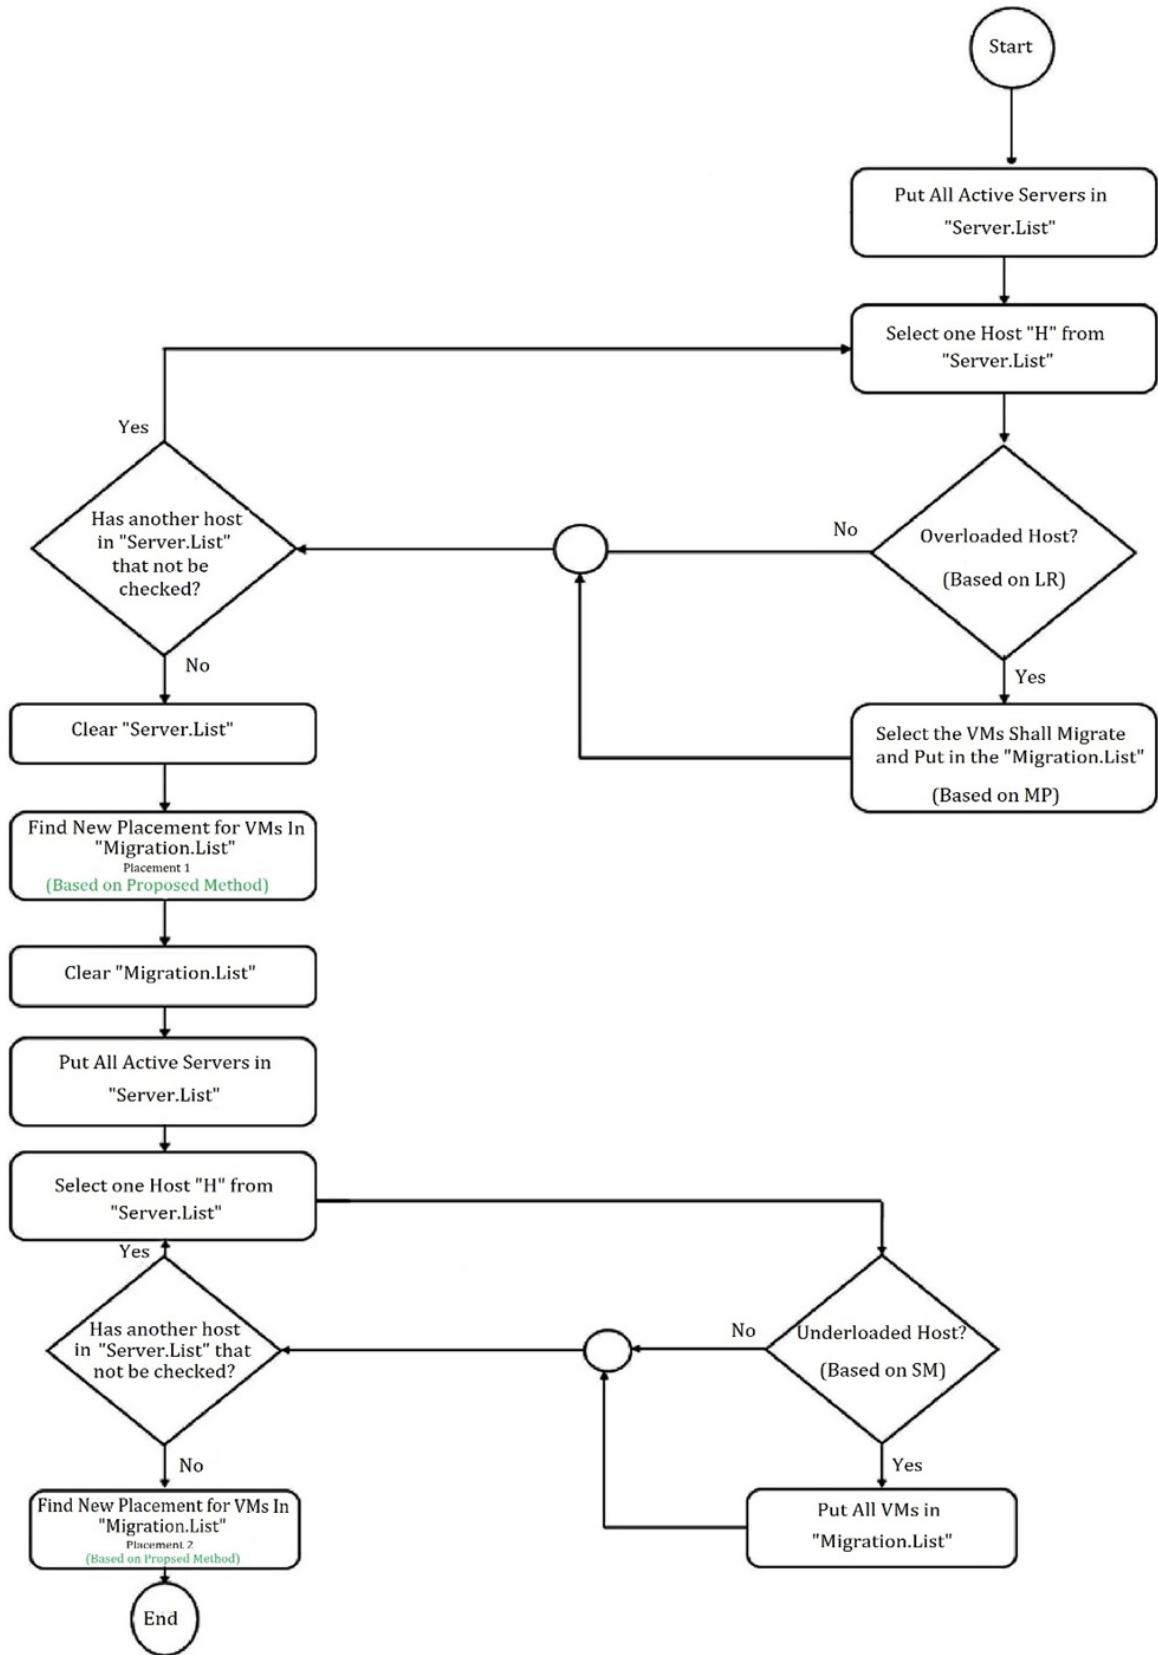 Start
Put All Active Servers in
"Server.List"
Select one Host "H" from
"Server.List"
Overloaded Host?
(Based on LR)
No
Yes
Select the VMs Shall Migrate
and Put in the "Migration.List"
(Based on MP)
Has another host
in "Server.List"
that not be
checked?
Yes
No
Clear "Server.List"
Find New Placement for VMs In
"Migration.List"
Placement 1
(Based on Proposed Method)
Clear "Migration.List"
Put All Active Servers in
"Server.List"
Select one Host "H" from
"Server.List"
Underloaded Host?
(Based on SM)
No
Yes
Put All VMs in
"Migration.List"
Yes
Has another host
in "Server.List" that
not be checked?
No
Find New Placement for VMs In
"Migration.List"
Placement 2
(Based on Propsed Method)
End